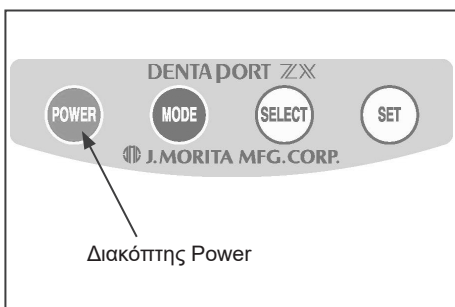 DENTAPORT ZX
POWER MODE SELECT SET
J.MORITA MFG.CORP.
Διακόπτης Power